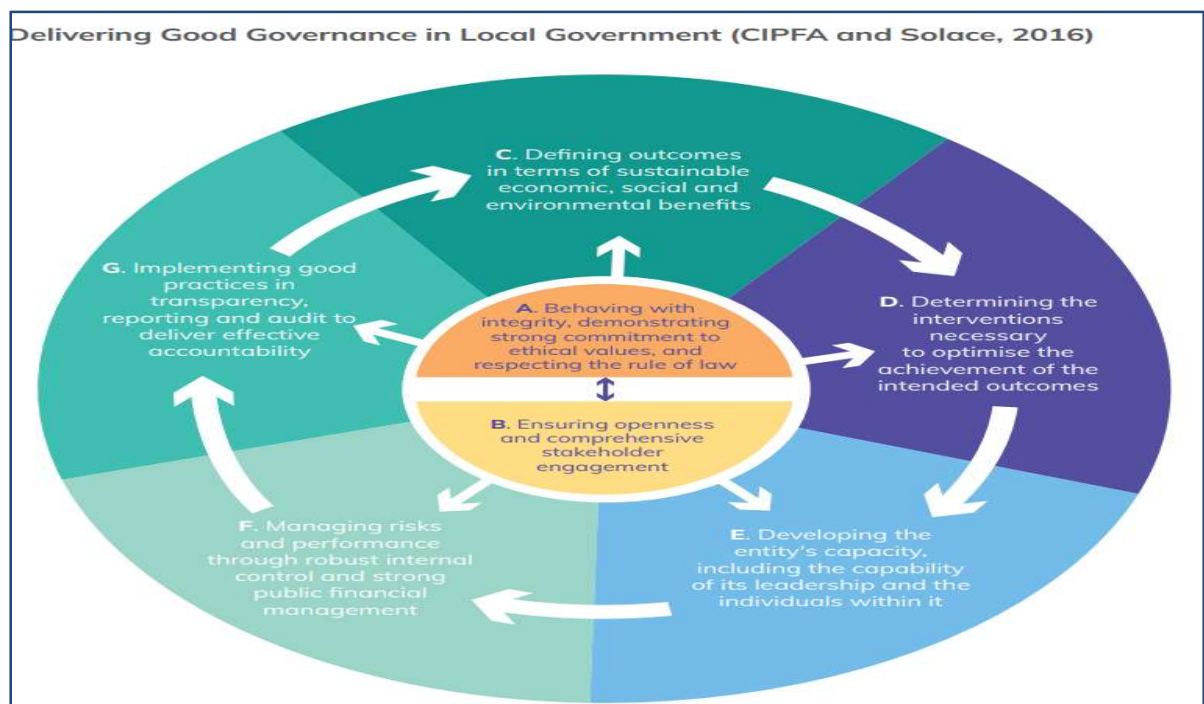 Delivering Good Governance in Local Government (CIPFA and Solace, 2016)
C. Defining outcomes
in terms of sustainable
economic, social and
environmental benefits
G. Implementing good
practices in
transparency,
reporting and audit to
deliver effective
accountability
A. Behaving with
integrity, demonstrating
strong commitment to
ethical values, and
respecting the rule of law
D. Determining the
interventions
necessary
to optimise the
achievement of the
intended outcomes
B. Ensuring openness
and comprehensive
stakeholder
engagement
F. Managing risks
and performance
through robust internal
control and strong
public financial
management
E. Developing the
entity's capacity,
including the capability
of its leadership and the
individuals within it